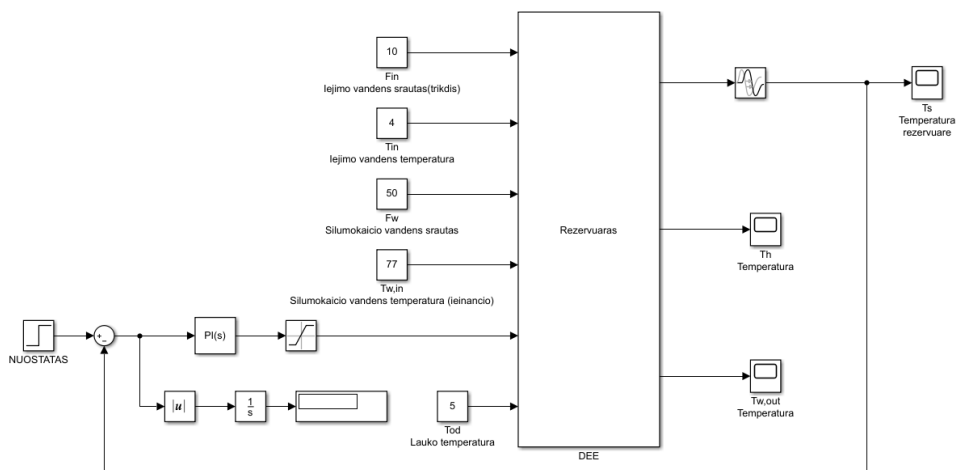 10
Fin
Iejimo vandens srautas(trikdis)
4
Tin
Iejimo vandens temperatura
50
Fw
Silumokaicio vandens srautas
77
Tw,in
Silumokaicio vandens temperatura (ieinancio)
NUOSTATAS
+
−
PI(s)
|u|
1
s
5
Tod
Lauko temperatura
Rezervuaras
DEE
Ts
Temperatura
rezervuare
Th
Temperatura
Tw,out
Temperatura